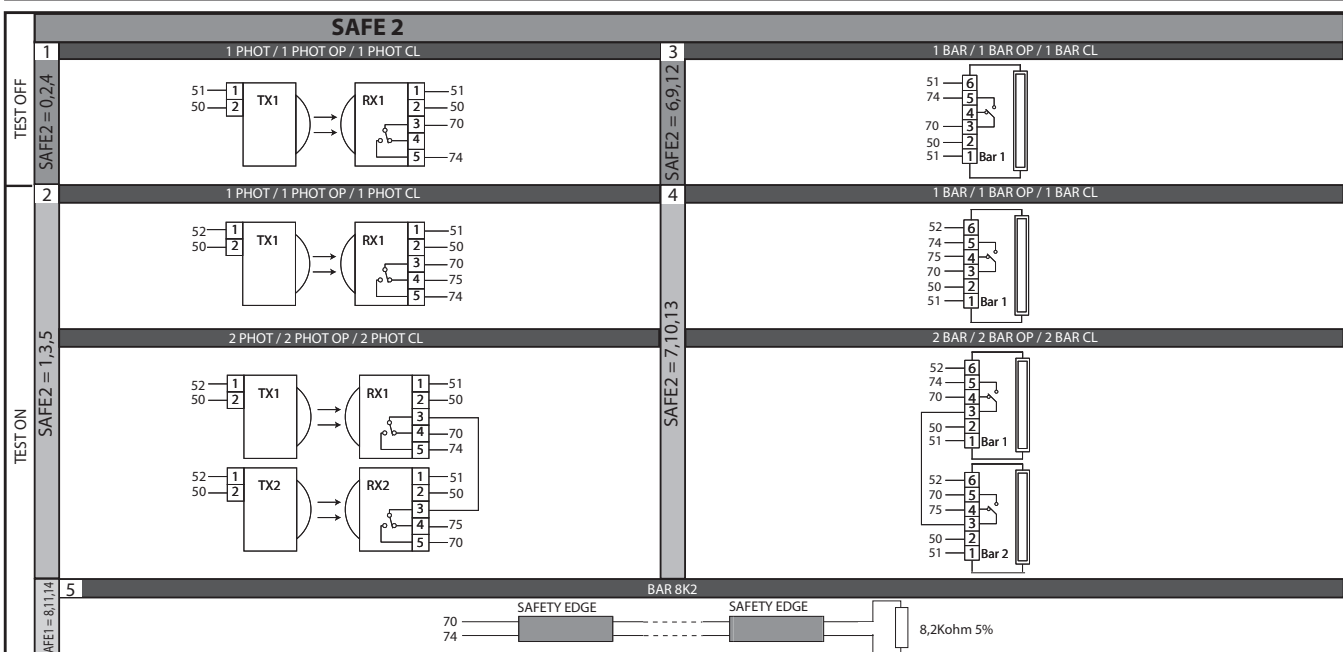 SAFE 2
TEST OFF
SAFE2 = 0,2,4
1
1 PHOT / 1 PHOT OP / 1 PHOT CL
51 1
50 2
TX1
RX1
1 51
2 50
3 70
4
5 74
SAFE2 = 6,9,12
3
1 BAR / 1 BAR OP / 1 BAR CL
51 6
74 5
4
70 3
50 2
51 1 Bar 1
TEST ON
SAFE2 = 1,3,5
2
1 PHOT / 1 PHOT OP / 1 PHOT CL
52 1
50 2
TX1
RX1
1 51
2 50
3 70
4 75
5 74
2 PHOT / 2 PHOT OP / 2 PHOT CL
52 1
50 2
TX1
RX1
1 51
2 50
3
4 70
5 74
52 1
50 2
TX2
RX2
1 51
2 50
3
4 75
5 70
SAFE2 = 7,10,13
4
1 BAR / 1 BAR OP / 1 BAR CL
52 6
74 5
75 4
70 3
50 2
51 1 Bar 1
2 BAR / 2 BAR OP / 2 BAR CL
52 6
74 5
70 4
3
50 2
51 1 Bar 1
52 6
70 5
75 4
3
50 2
51 1 Bar 2
AFE1 = 8,11,14
5
BAR 8K2
SAFETY EDGE
SAFETY EDGE
70
74
8,2Kohm 5%